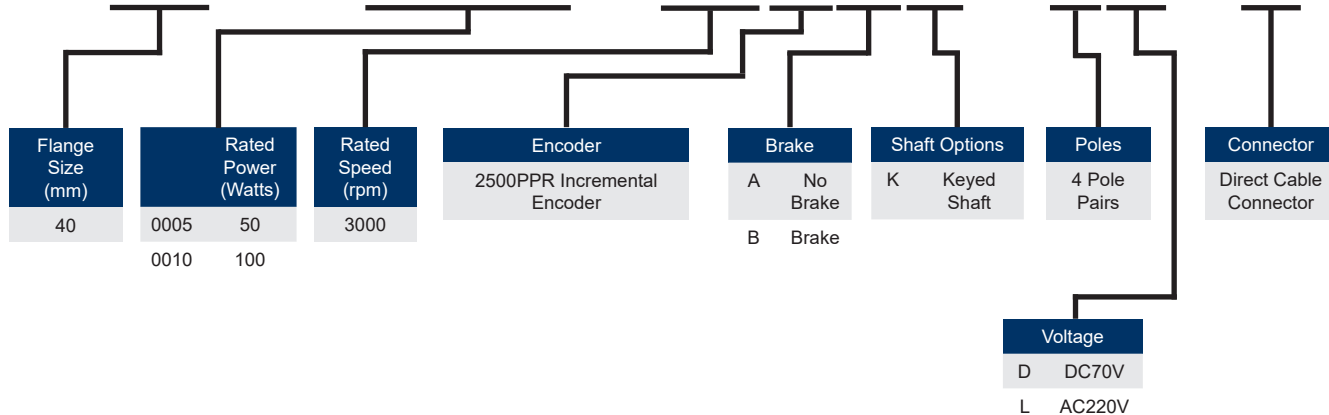 Flange
Size
(mm)
40
Rated
Power
(Watts)
0005 50
0010 100
Rated
Speed
(rpm)
3000
Encoder
2500PPR Incremental
Encoder
Brake
A No
Brake
B Brake
Shaft Options
K Keyed
Shaft
Poles
4 Pole
Pairs
Connector
Direct Cable
Connector
Voltage
D DC70V
L AC220V